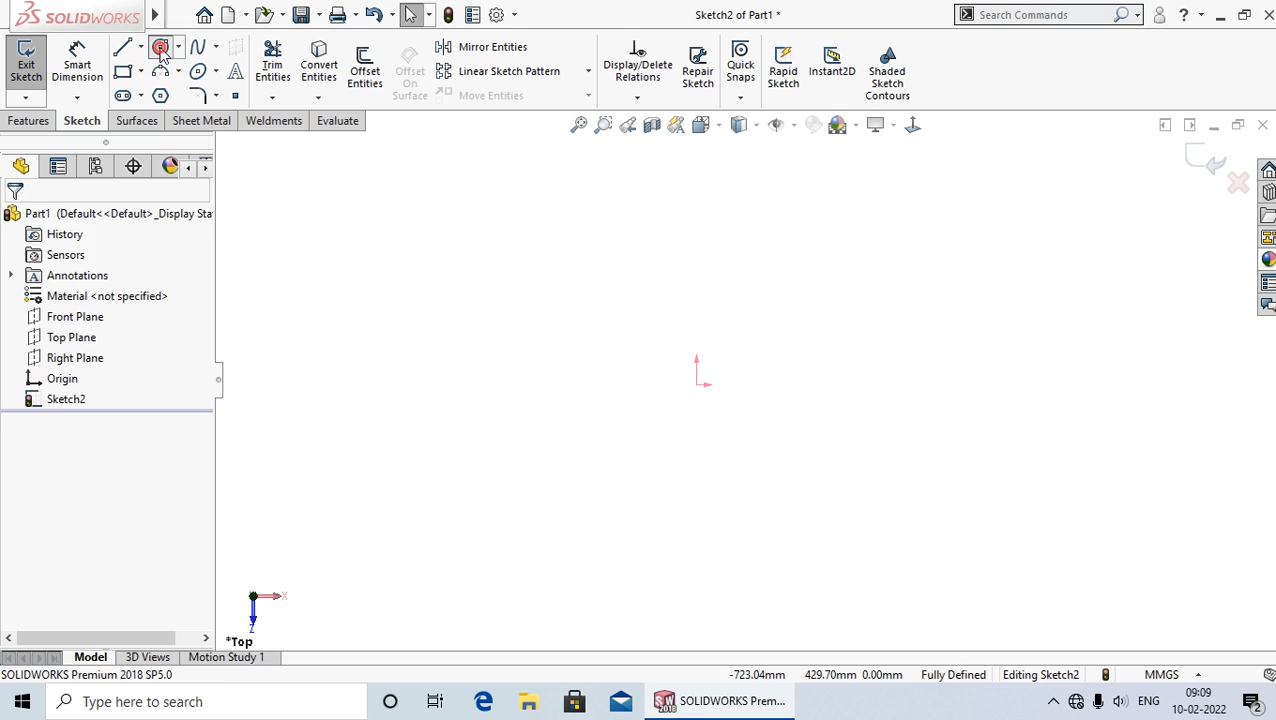 SOLIDWORKS
Sketch2 of Part1 *
Search Commands
?
Exit Sketch
Smart Dimension
Trim Entities
Convert Entities
Offset Entities
Offset On Surface
Mirror Entities
Linear Sketch Pattern
Move Entities
Display/Delete Relations
Repair Sketch
Quick Snaps
Rapid Sketch
Instant2D
Shaded Sketch Contours
Features
Sketch
Surfaces
Sheet Metal
Weldments
Evaluate
Part1 (Default<<Default>_Display Sta
History
Sensors
Annotations
Material <not specified>
Front Plane
Top Plane
Right Plane
Origin
Sketch2
X
Z
*Top
Model
3D Views
Motion Study 1
SOLIDWORKS Premium 2018 SP5.0
-723.04mm
429.70mm 0.00mm
Fully Defined
Editing Sketch2
MMGS
Type here to search
SOLIDWORKS Prem...
ENG
09:09
10-02-2022
2